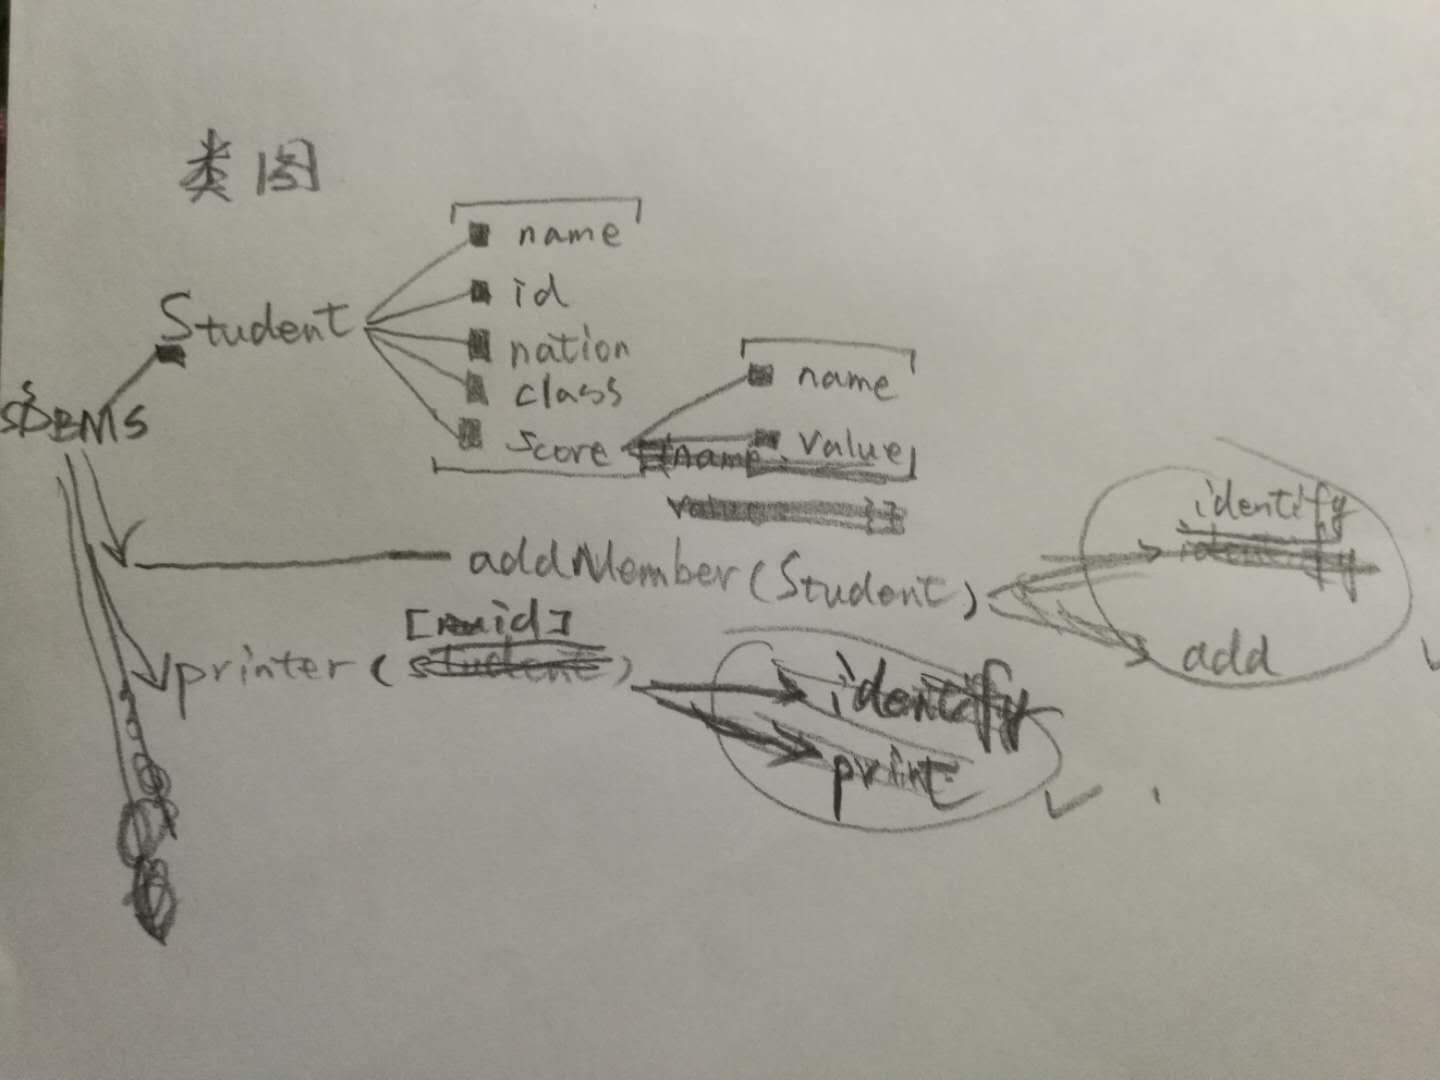 类图
name
id
Student
nation
class
name
SDBMS
score
value
identify
addMember(Student)
[id]
printer( )
identify
add
print